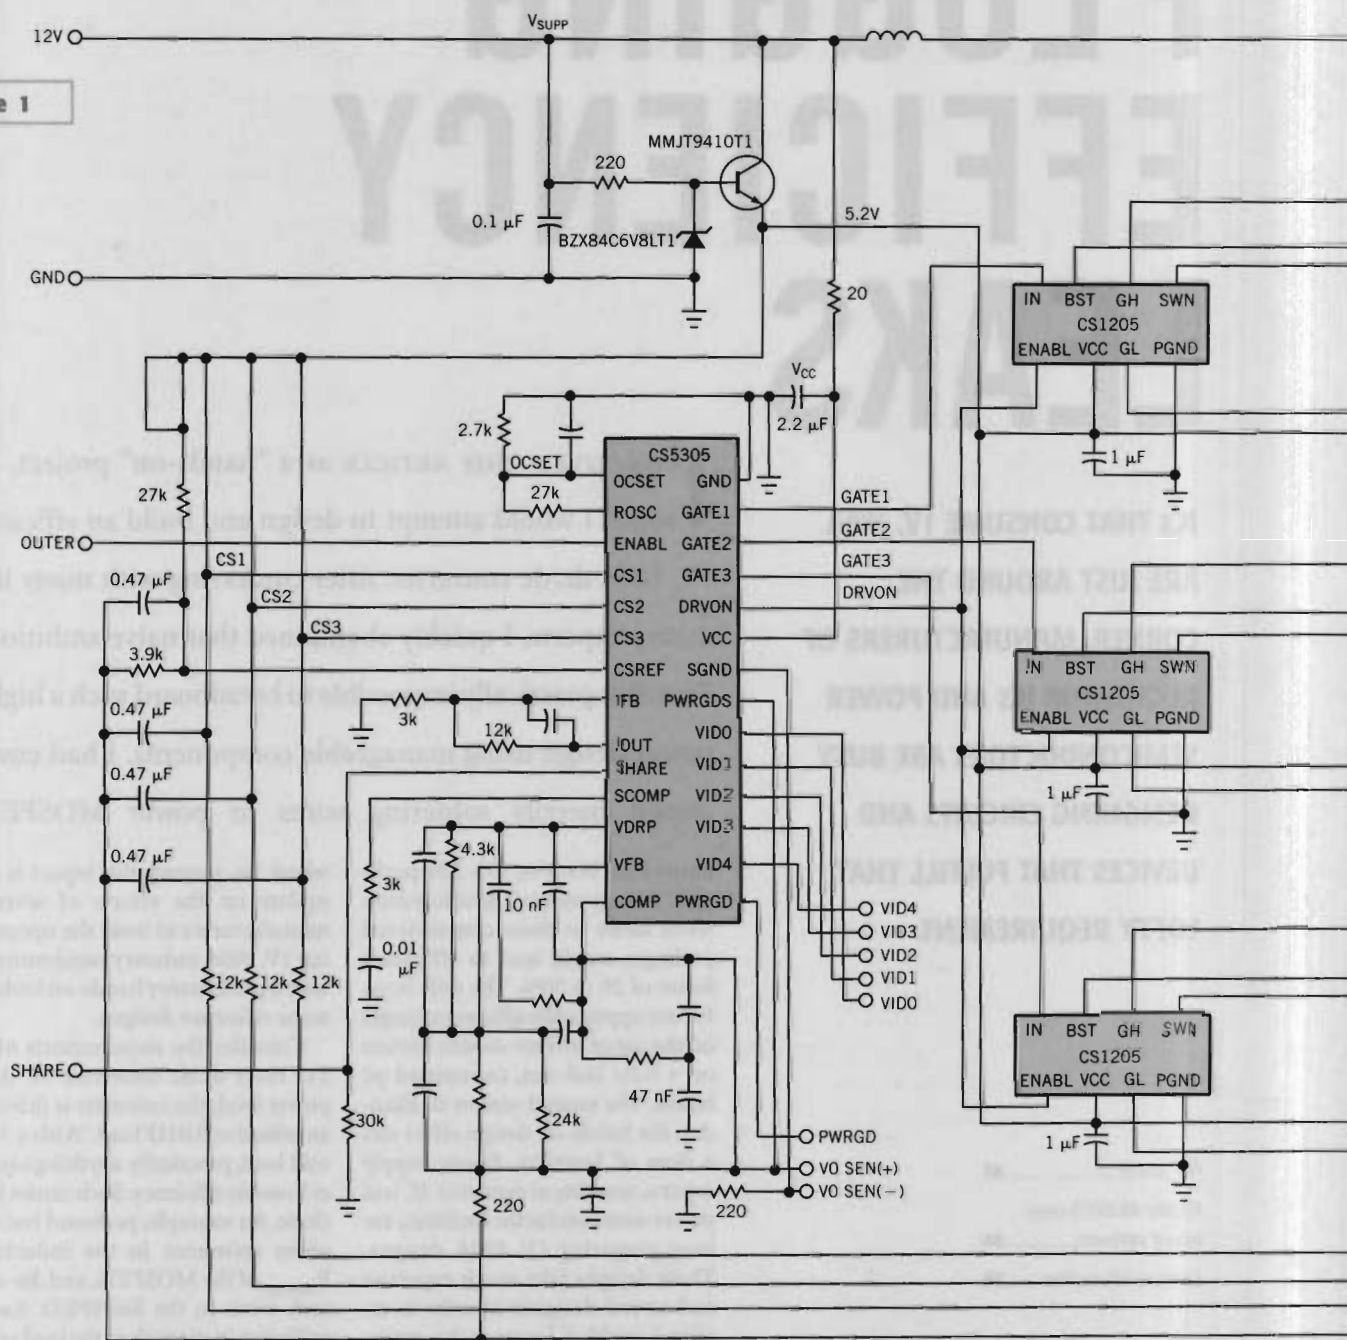 12V
V_SUPP
e 1
MMJT9410T1
220
5.2V
0.1 µF
BZX84C6V8LT1
GND
20
IN BST GH SWN
CS1205
ENABL VCC GL PGND
V_CC
2.2 µF
2.7k
1 µF
OCSET
27k
27k
CS5305
OCSET GND
ROSC GATE1
ENABL GATE2
CS1 GATE3
CS2 DRVON
CS3 VCC
CSREF SGND
IFB PWRGDS
VID0
IOUT
SHARE VID1
SCOMP VID2
VDRP VID3
VFB VID4
COMP PWRGD
GATE1
GATE2
GATE3
DRVON
OUTER
CS1
0.47 µF
CS2
CS3
3.9k
0.47 µF
0.47 µF
0.47 µF
3k
12k
IN BST GH SWN
CS1205
ENABL VCC GL PGND
1 µF
4.3k
3k
10 nF
VID4
VID3
VID2
VID1
VID0
0.01
µF
12k 12k 12k
IN BST GH SWN
CS1205
ENABL VCC GL PGND
SHARE
47 nF
30k
24k
1 µF
PWRGD
VO SEN(+)
VO SEN(−)
220
220